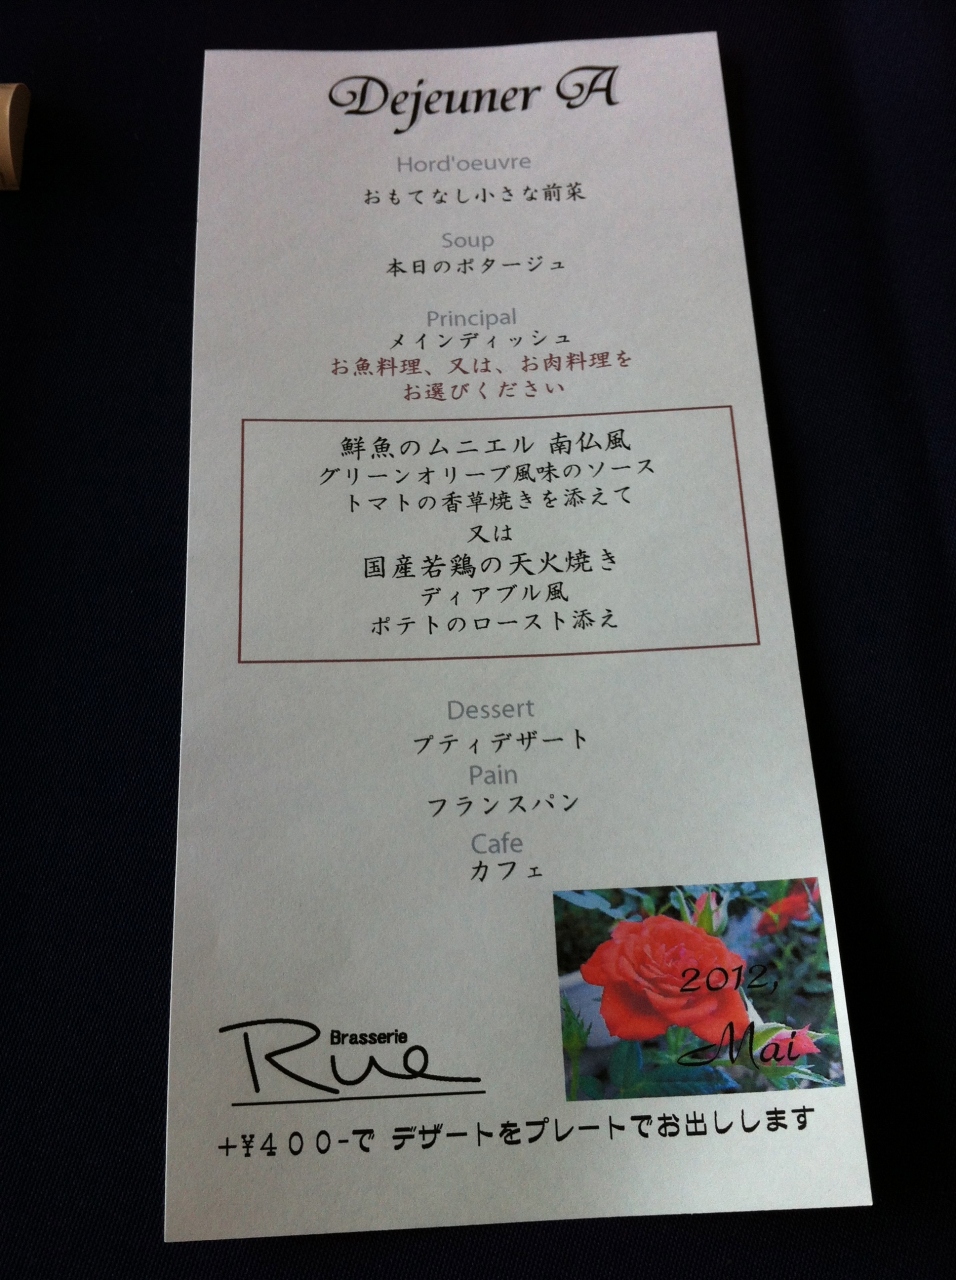 Dejeuner A
Hord'oeuvre
おもてなし小さな前菜
Soup
本日のポタージュ
Principal
メインディッシュ
お魚料理、又は、お肉料理を
お選びください
鮮魚のムニエル 南仏風
グリーンオリーブ風味のソース
トマトの香草焼きを添えて
又は
国産若鶏の天火焼き
ディアブル風
ポテトのロースト添え
Dessert
プティデザート
Pain
フランスパン
Cafe
カフェ
2012,
Mai
Brasserie
Rue
+¥400-で デザートをプレートでお出しします